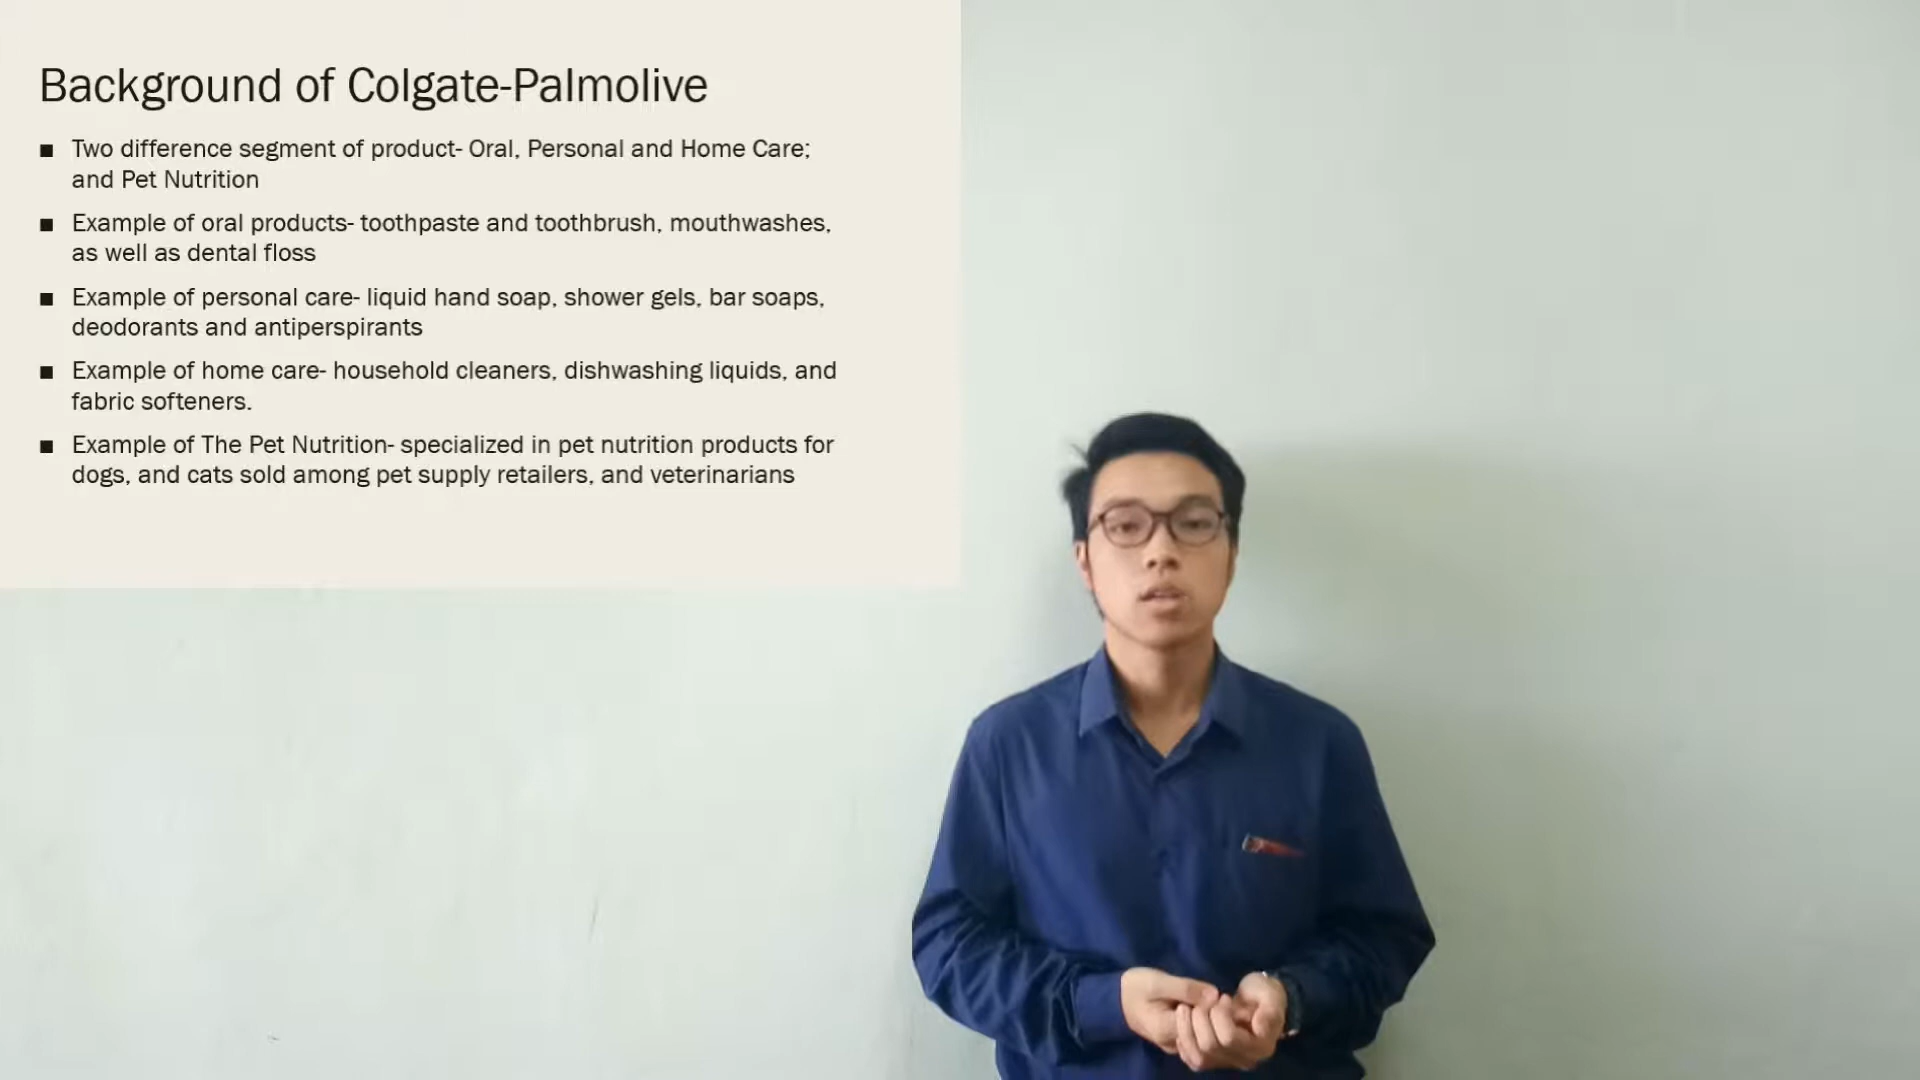 Background of Colgate-Palmolive
■ Two difference segment of product- Oral, Personal and Home Care;
and Pet Nutrition
■ Example of oral products- toothpaste and toothbrush, mouthwashes,
as well as dental floss
■ Example of personal care- liquid hand soap, shower gels, bar soaps,
deodorants and antiperspirants
■ Example of home care- household cleaners, dishwashing liquids, and
fabric softeners.
■ Example of The Pet Nutrition- specialized in pet nutrition products for
dogs, and cats sold among pet supply retailers, and veterinarians